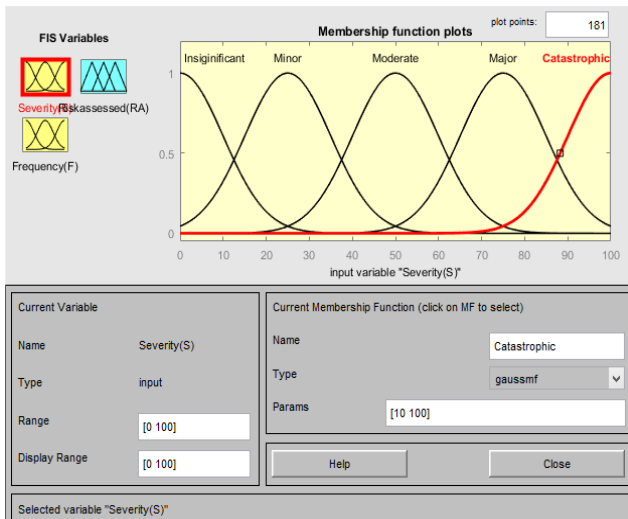 FIS Variables
Membership function plots
plot points:
181
Insiginificant Minor Moderate Major Catastrophic
1
0.5
0
Riskassessed(RA)
Frequency(F)
0 10 20 30 40 50 60 70 80 90 100
input variable "Severity(S)"
Current Variable
Name Severity(S)
Type input
Range [0 100]
Display Range [0 100]
Current Membership Function (click on MF to select)
Name Catastrophic
Type gaussmf
Params [10 100]
Help Close
Selected variable "Severity(S)"